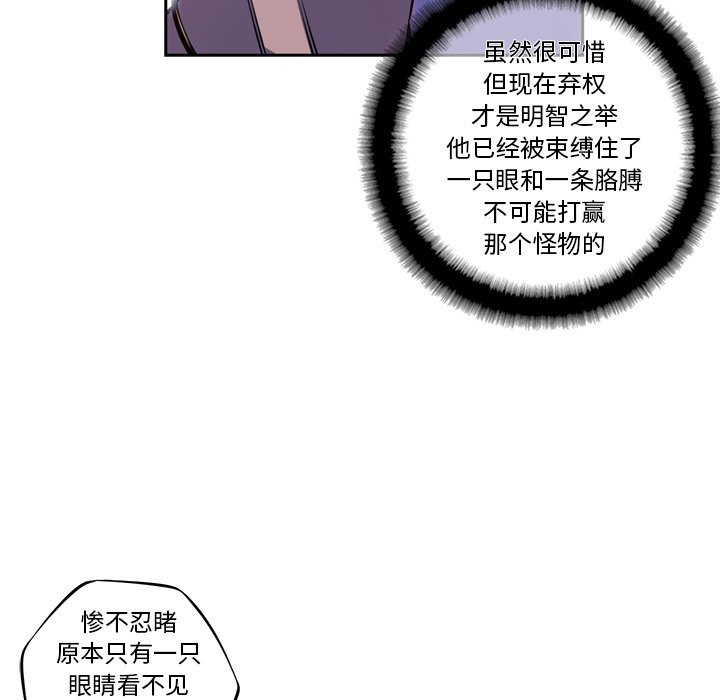 虽然很可惜
但现在弃权
才是明智之举
他已经被束缚住了
一只眼和一条胳膊
不可能打赢
那个怪物的
惨不忍睹
原本只有一只
眼睛看不见